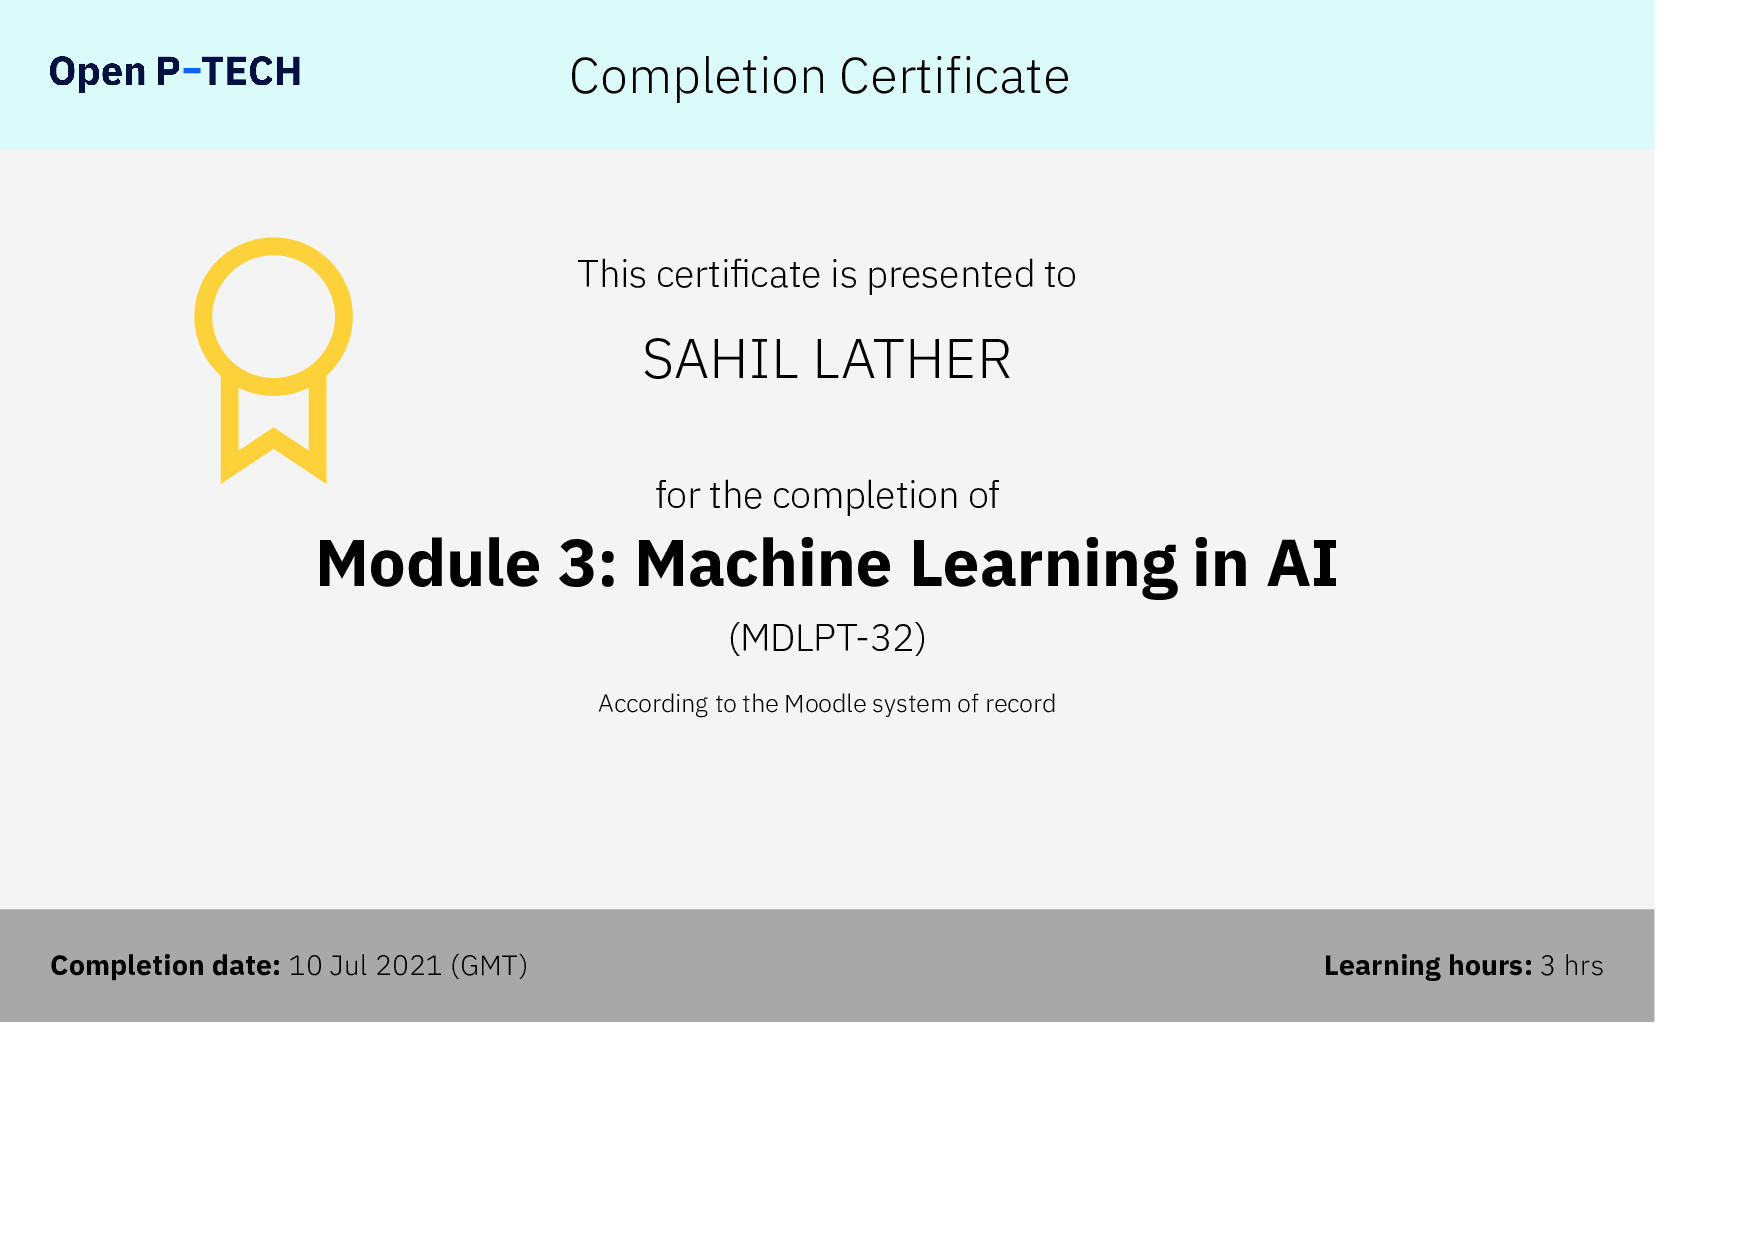 Open P-TECH
Completion Certificate
This certificate is presented to
SAHIL LATHER
for the completion of
Module 3: Machine Learning in AI
(MDLPT-32)
According to the Moodle system of record
Completion date: 10 Jul 2021 (GMT)
Learning hours: 3 hrs